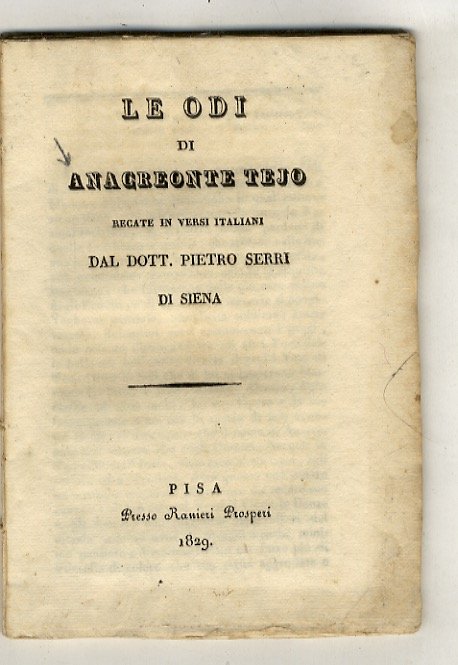 LE ODI
DI
ANACREONTE TEJO
RECATE IN VERSI ITALIANI
DAL DOTT. PIETRO SERRI
DI SIENA
PISA
Presso Ranieri Prosperi
1829.